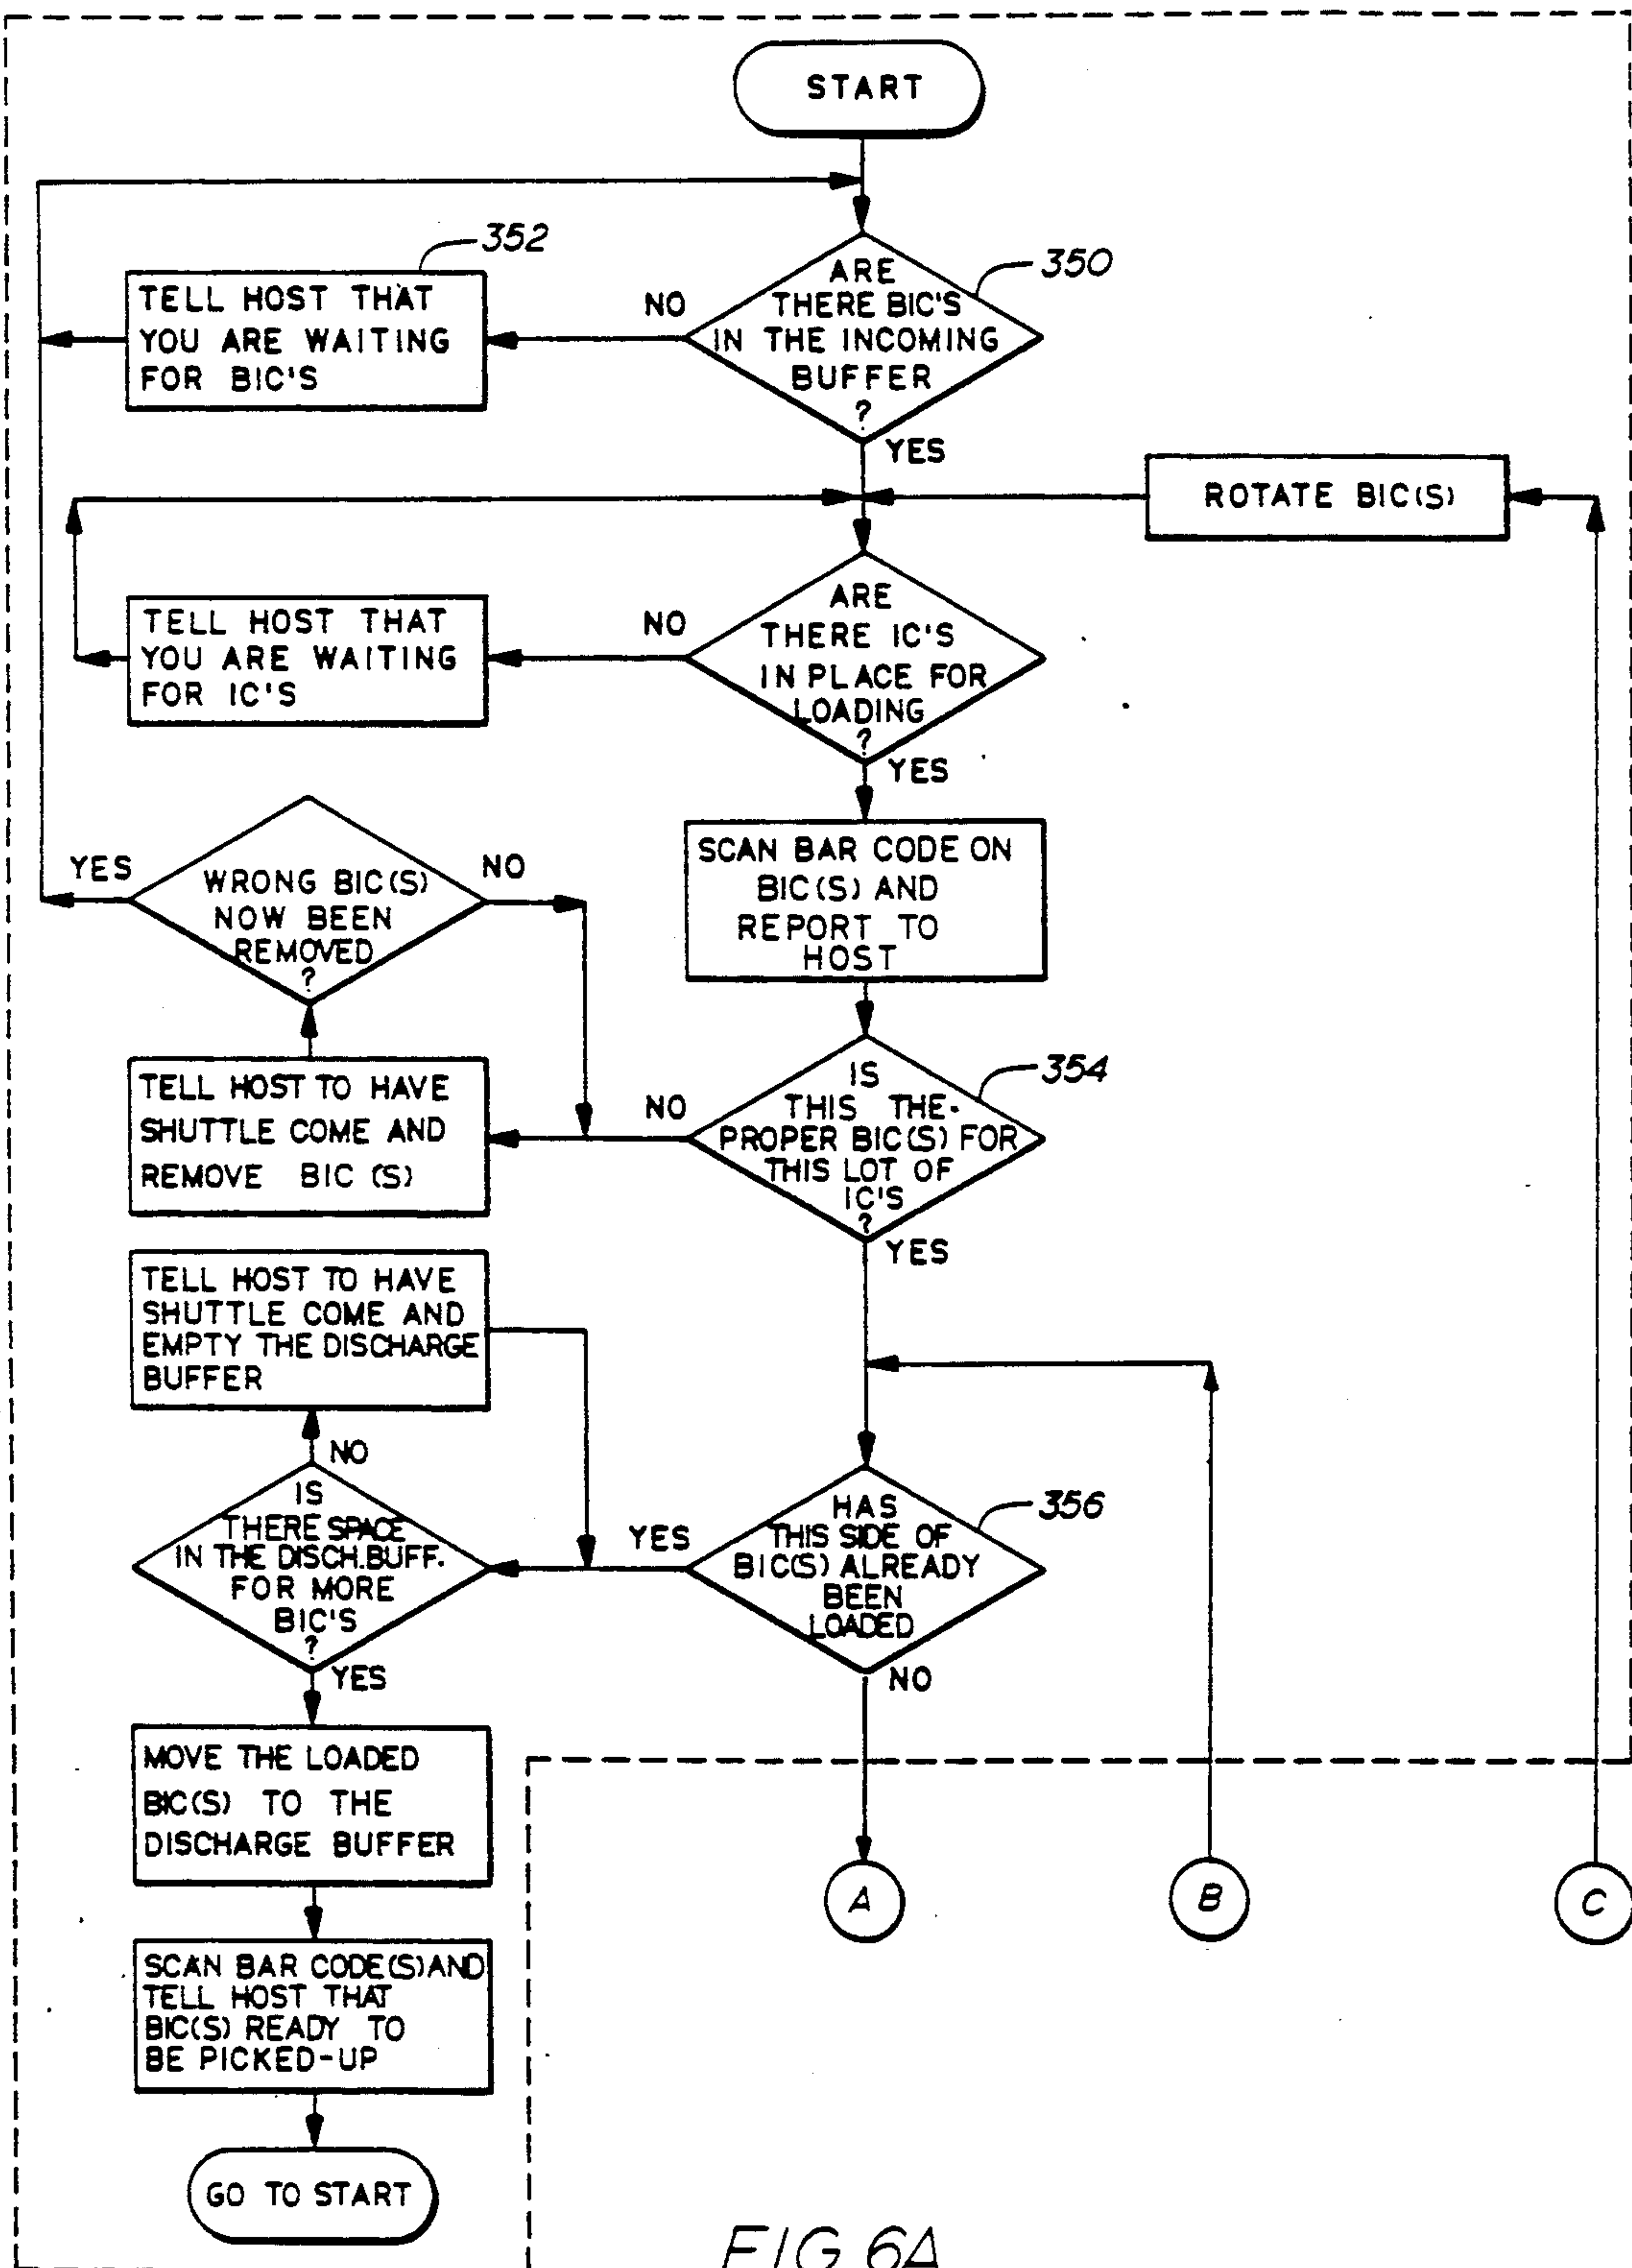 START
352
350
TELL HOST THAT
YOU ARE WAITING
FOR BIC'S
NO
ARE
THERE BIC'S
IN THE INCOMING
BUFFER
?
YES
ROTATE BIC(S)
TELL HOST THAT
YOU ARE WAITING
FOR IC'S
NO
ARE
THERE IC'S
IN PLACE FOR
LOADING
?
YES
YES
WRONG BIC(S)
NOW BEEN
REMOVED
?
NO
SCAN BAR CODE ON
BIC(S) AND
REPORT TO
HOST
354
TELL HOST TO HAVE
SHUTTLE COME AND
REMOVE BIC (S)
NO
IS
THIS THE-
PROPER BIC(S) FOR
THIS LOT OF
IC'S
?
YES
TELL HOST TO HAVE
SHUTTLE COME AND
EMPTY THE DISCHARGE
BUFFER
NO
IS
THERE SPACE
IN THE DISCH.BUFF.
FOR MORE
BIC'S
?
YES
YES
356
HAS
THIS SIDE OF
BIC(S) ALREADY
BEEN
LOADED
NO
MOVE THE LOADED
BIC(S) TO THE
DISCHARGE BUFFER
A
B
C
SCAN BAR CODE(S) AND
TELL HOST THAT
BIC(S) READY TO
BE PICKED-UP
GO TO START
FIG 6A